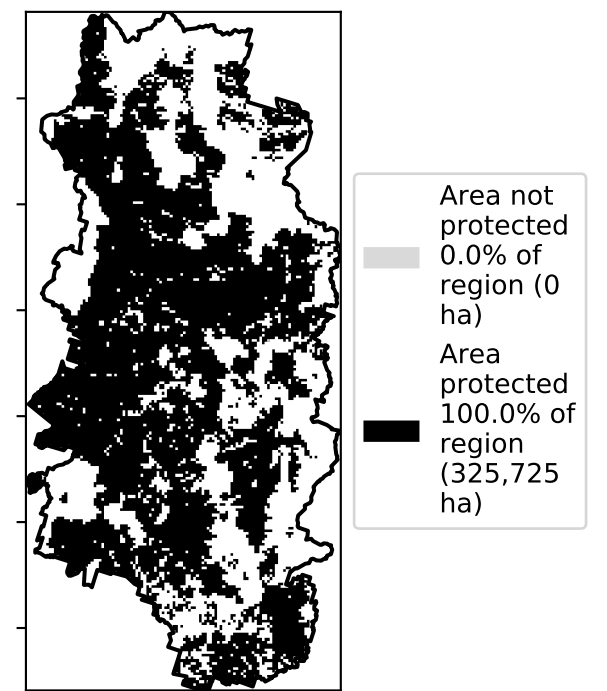 Area not
protected
0.0% of
region (0
ha)
Area
protected
100.0% of
region
(325,725
ha)